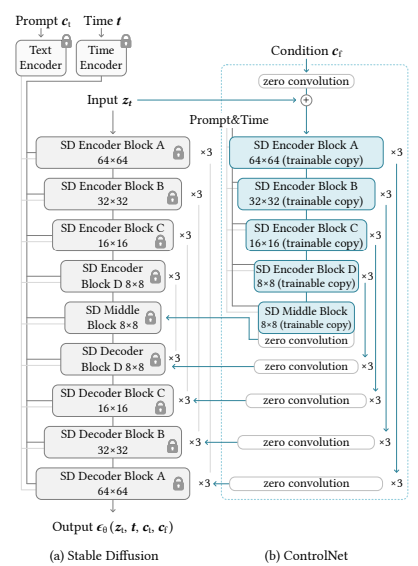 Prompt cₜ Time t
Text
Encoder
Time
Encoder
Condition c_f
zero convolution
Input zₜ
+
Prompt&Time
SD Encoder Block A
64×64
×3
SD Encoder Block A
64×64 (trainable copy)
×3
SD Encoder Block B
32×32
×3
SD Encoder Block B
32×32 (trainable copy)
×3
SD Encoder Block C
16×16
×3
SD Encoder Block C
16×16 (trainable copy)
×3
SD Encoder
Block D 8×8
×3
SD Encoder Block D
8×8 (trainable copy)
×3
SD Middle
Block 8×8
SD Middle Block
8×8 (trainable copy)
zero convolution
SD Decoder
Block D 8×8
×3
zero convolution
×3
SD Decoder Block C
16×16
×3
zero convolution
×3
SD Decoder Block B
32×32
×3
zero convolution
×3
SD Decoder Block A
64×64
×3
zero convolution
×3
Output ϵ_θ(zₜ, t, cₜ, c_f)
(a) Stable Diffusion
(b) ControlNet